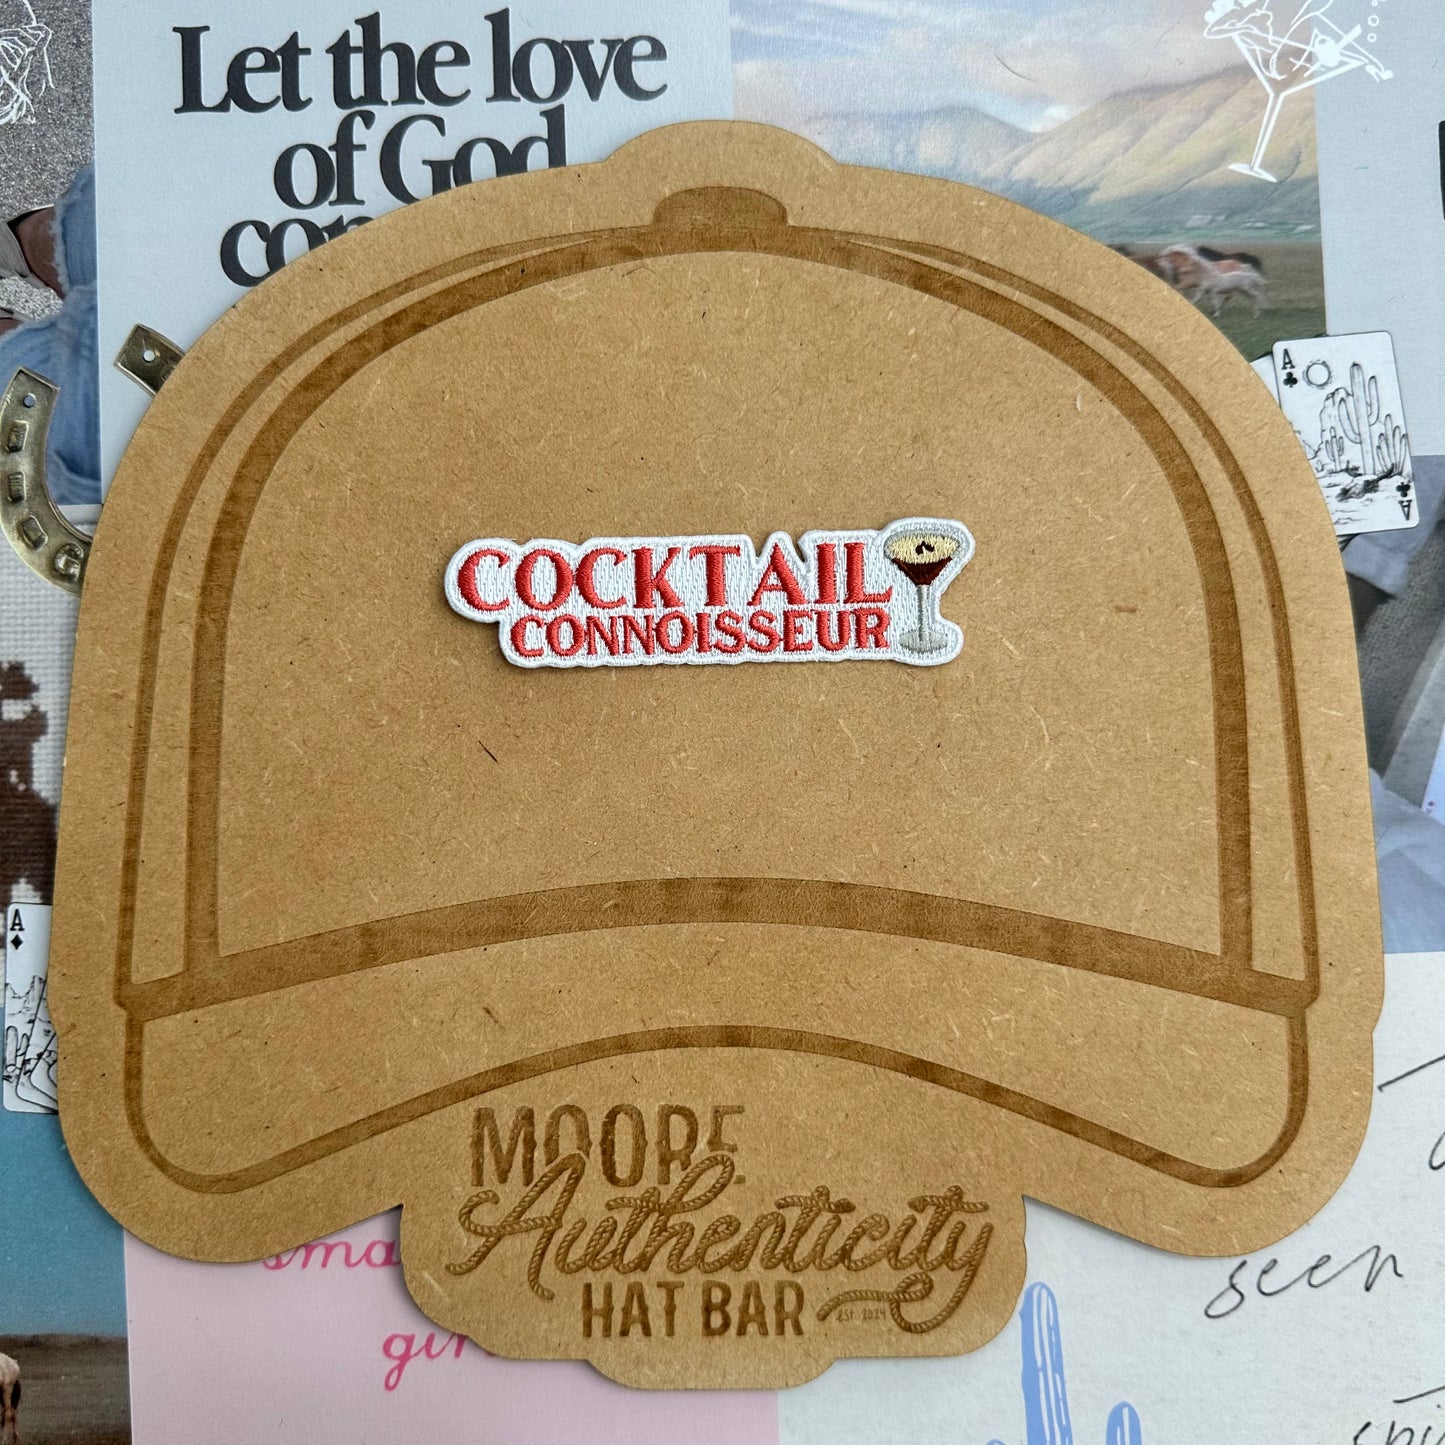 Let the love
of God
A
A
COCKTAIL
CONNOISSEUR
A
MOORE
Authenticity
HAT BAR
EST 2024
seen